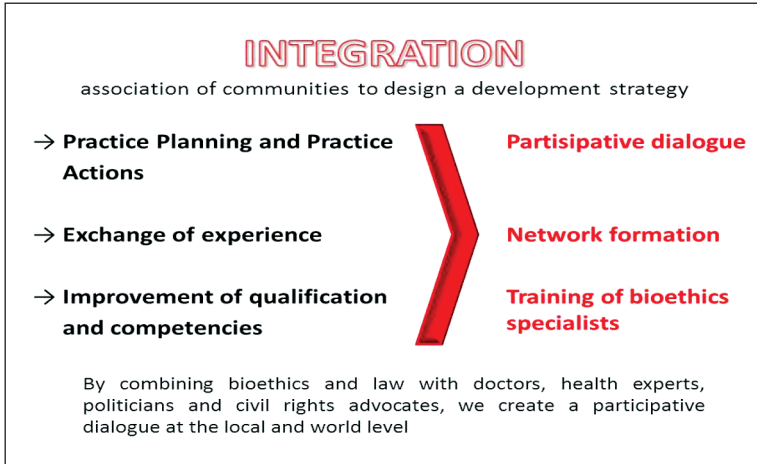 INTEGRATION
association of communities to design a development strategy
→ Practice Planning and Practice
Actions
→ Exchange of experience
→ Improvement of qualification
and competencies
Partisipative dialogue
Network formation
Training of bioethics
specialists
By combining bioethics and law with doctors, health experts,
politicians and civil rights advocates, we create a participative
dialogue at the local and world level